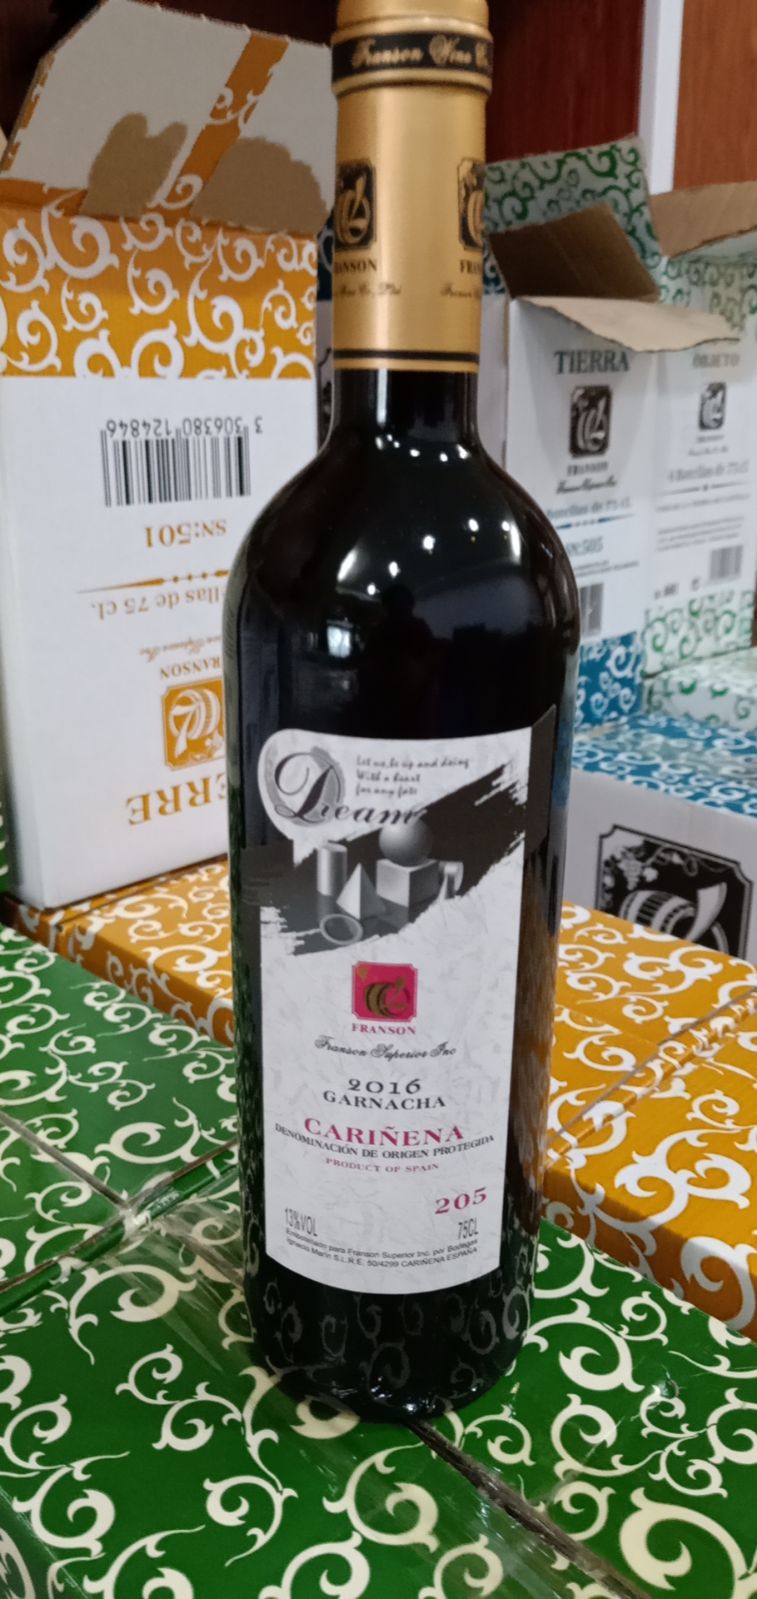 Franson Wine C
FRANSON
TIERRA
OBJETO
FRANSON
3 306380 124846
SN:501
llas de 75 cl.
FRANSON
ERRE
SN:505
Dream
Let us, be up and doing
With a heart
for any fate
FRANSON
Franson Superior Inc
2016
GARNACHA
CARIÑENA
DENOMINACIÓN DE ORIGEN PROTEGIDA
PRODUCT OF SPAIN
205
13%VOL 75CL
Embotellado para Franson Superior Inc. por Bodegas
Ignacio Marín S.L.R.E. 50/4299 CARIÑENA ESPAÑA